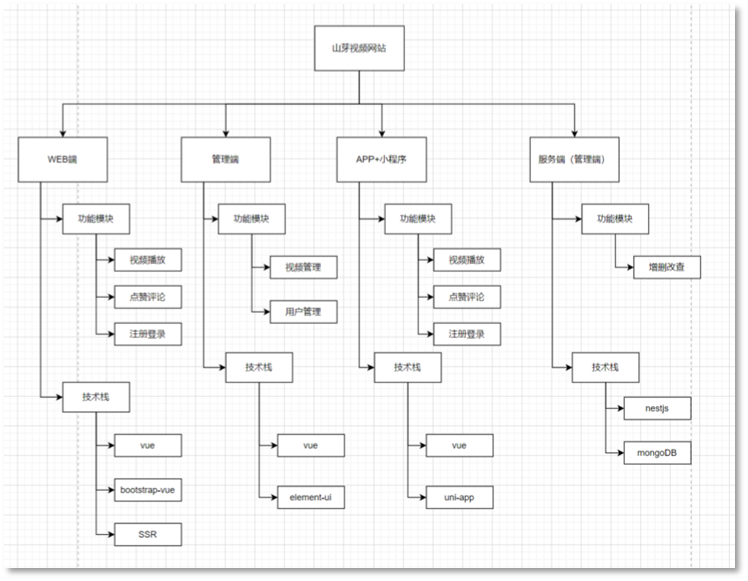 山芽视频网站
WEB端
管理端
APP+小程序
服务端（管理端）
功能模块
功能模块
功能模块
功能模块
视频播放
视频管理
视频播放
增删改查
点赞评论
用户管理
点赞评论
注册登录
注册登录
技术栈
技术栈
技术栈
技术栈
nestjs
vue
vue
vue
mongoDB
bootstrap-vue
element-ui
uni-app
SSR